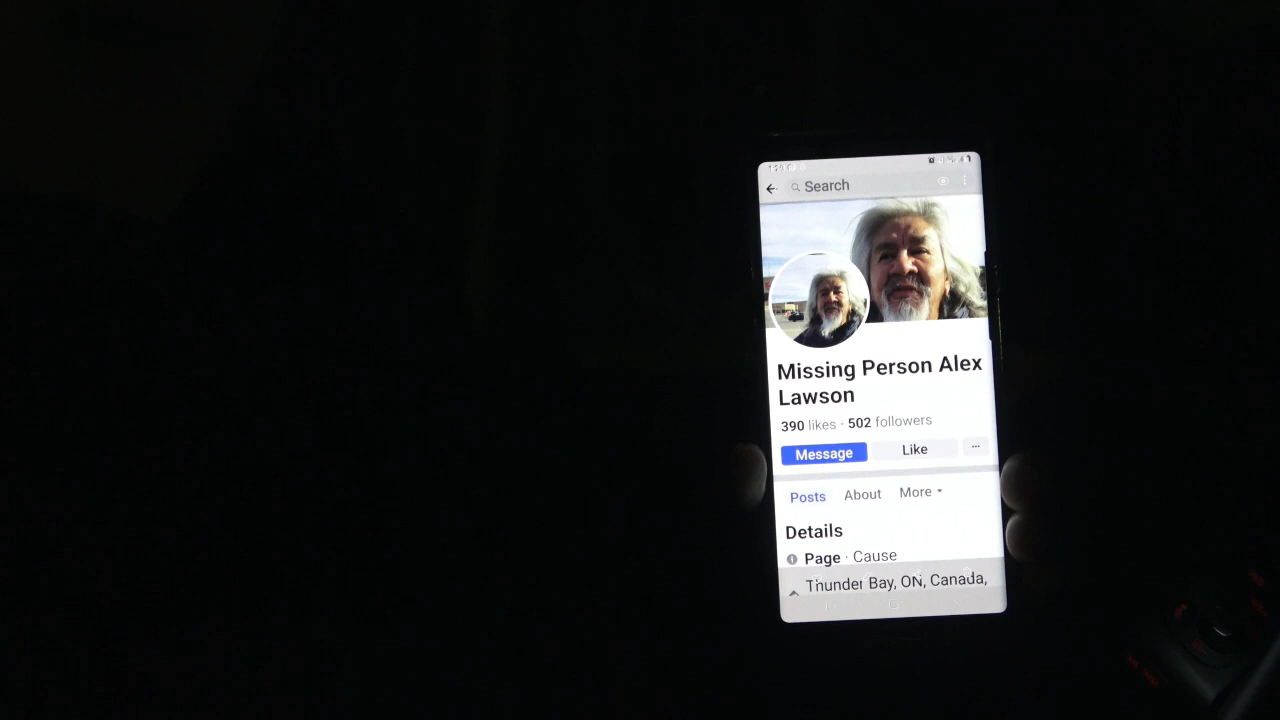 Search
Missing Person Alex
Lawson
390 likes · 502 followers
Message
Like
Posts
About
More
Details
Page · Cause
Thunder Bay, ON, Canada,